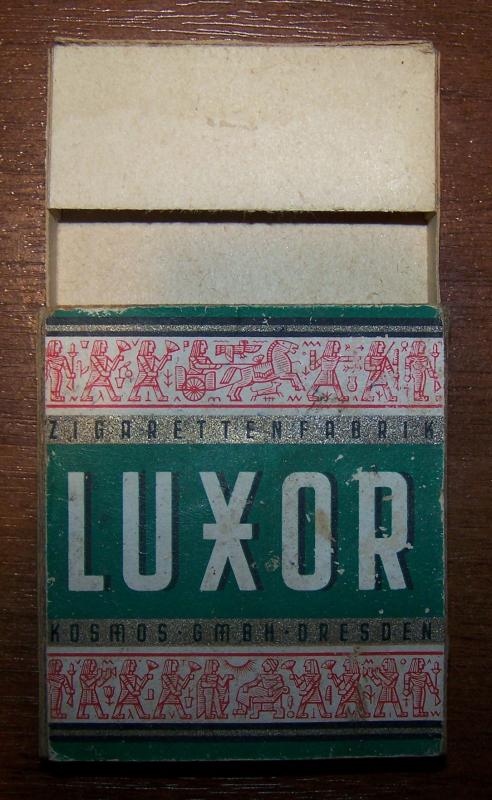 ZIGARETTENFABRIK
LUXOR
KOSMOS · GMBH · DRESDEN